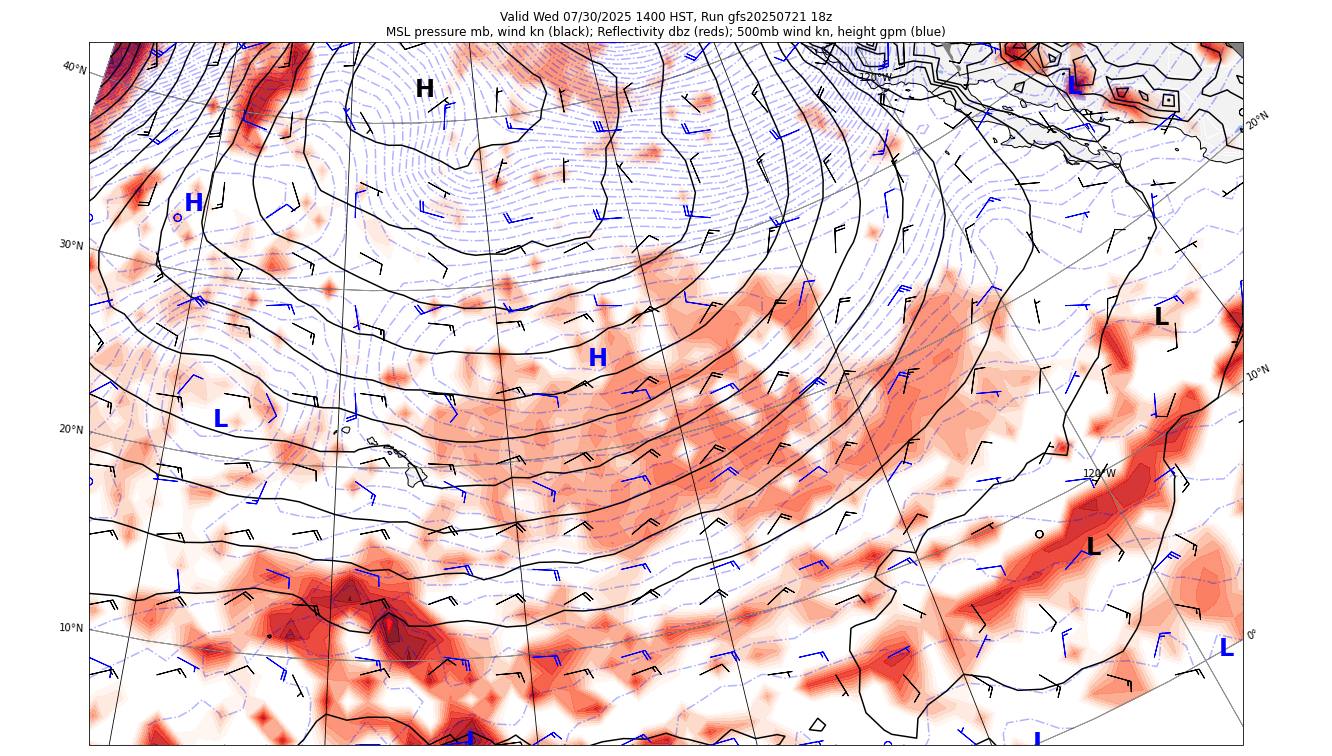 Valid Wed 07/30/2025 1400 HST, Run gfs20250721 18z
MSL pressure mb, wind kn (black); Reflectivity dbz (reds); 500mb wind kn, height gpm (blue)
40°N
120°W
H
L
20°N
H
30°N
L
H
10°N
L
20°N
120°W
L
10°N
0°
L
L
L